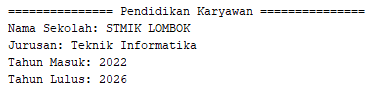 =============== Pendidikan Karyawan ===============
Nama Sekolah: STMIK LOMBOK
Jurusan: Teknik Informatika
Tahun Masuk: 2022
Tahun Lulus: 2026